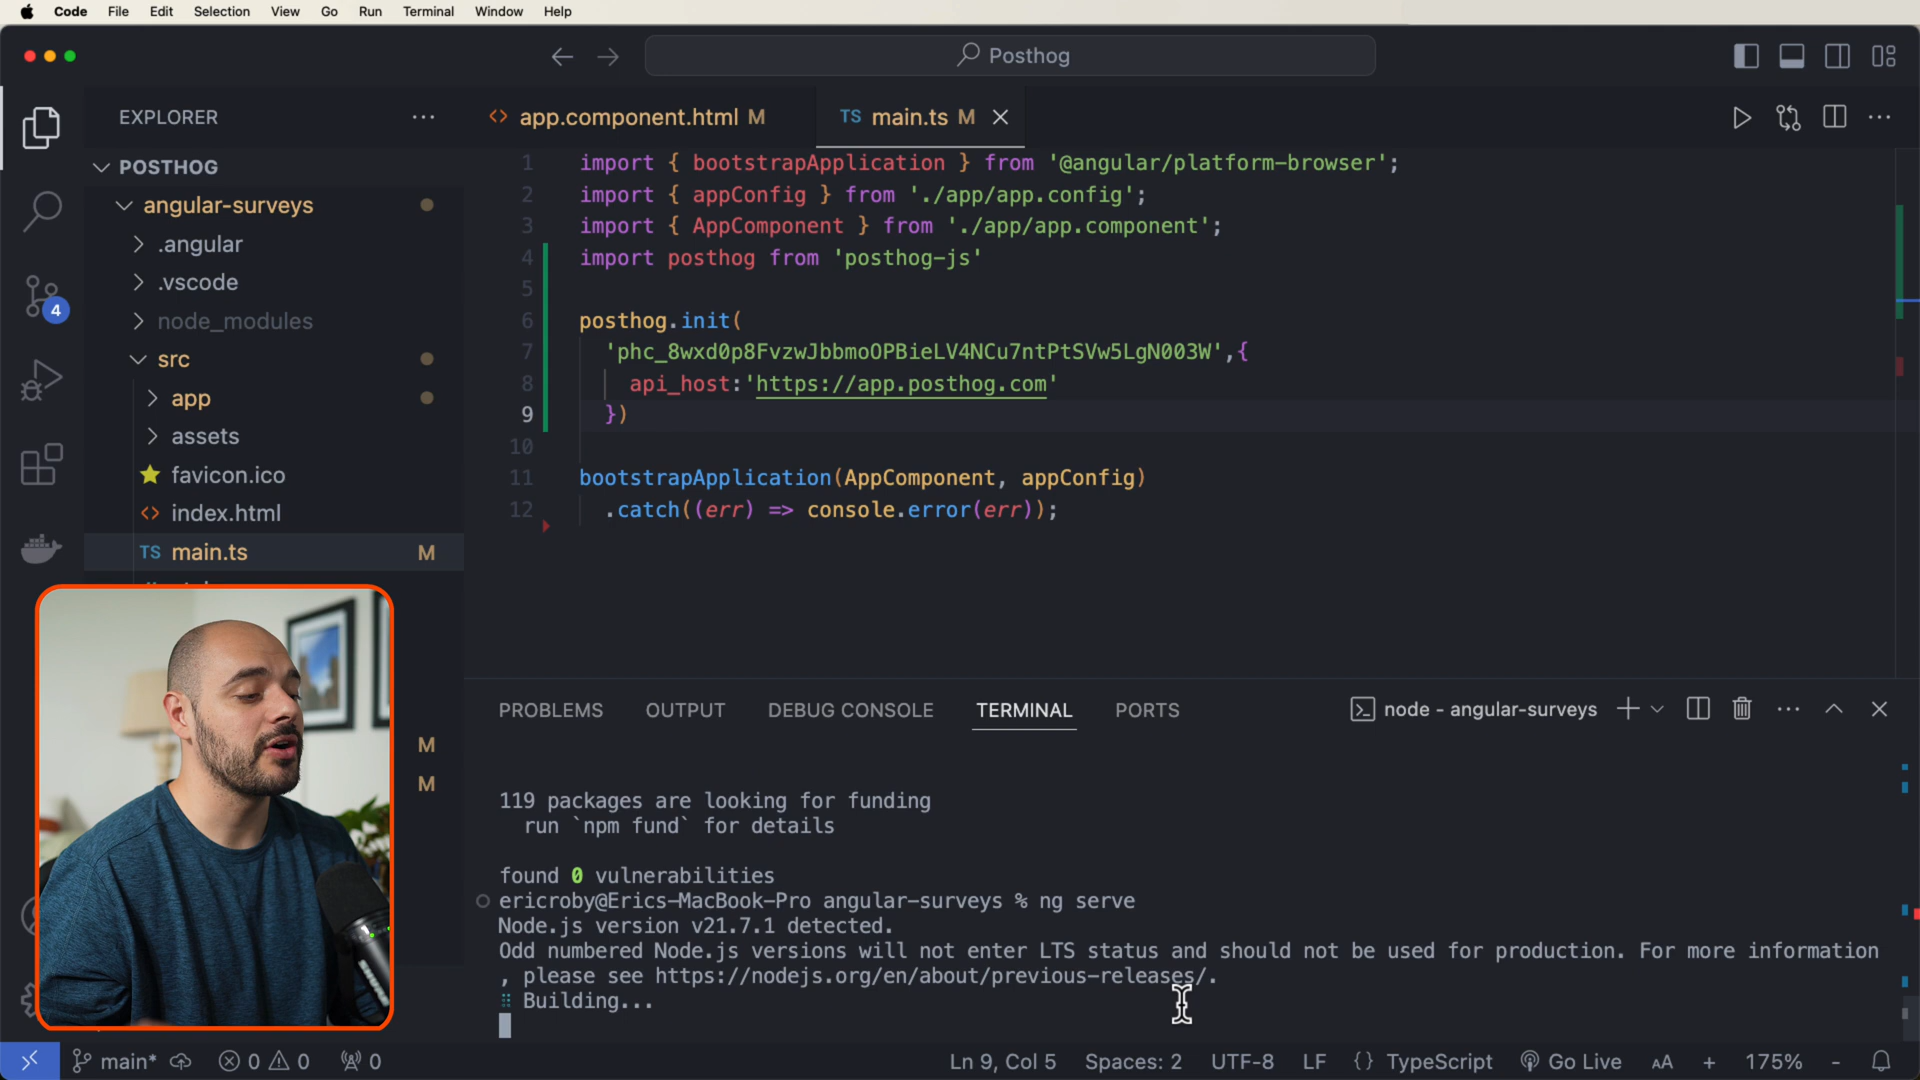 Code File Edit Selection View Go Run Terminal Window Help
Posthog
EXPLORER
POSTHOG
angular-surveys
.angular
.vscode
node_modules
src
app
assets
favicon.ico
index.html
TS main.ts M
M
M
4
app.component.html M
TS main.ts M
1 import { bootstrapApplication } from '@angular/platform-browser';
2 import { appConfig } from './app/app.config';
3 import { AppComponent } from './app/app.component';
4 import posthog from 'posthog-js'
5
6 posthog.init(
7 'phc_8wxd0p8FvzwJbbmoOPBieLV4NCu7ntPtSVw5LgN003W',{
8 api_host:'https://app.posthog.com'
9 })
10
11 bootstrapApplication(AppComponent, appConfig)
12 .catch((err) => console.error(err));
PROBLEMS OUTPUT DEBUG CONSOLE TERMINAL PORTS
node - angular-surveys
119 packages are looking for funding
run `npm fund` for details
found 0 vulnerabilities
ericroby@Erics-MacBook-Pro angular-surveys % ng serve
Node.js version v21.7.1 detected.
Odd numbered Node.js versions will not enter LTS status and should not be used for production. For more information
, please see https://nodejs.org/en/about/previous-releases/.
Building...
main* 0 0 0
Ln 9, Col 5 Spaces: 2 UTF-8 LF {} TypeScript Go Live AA + 175% -